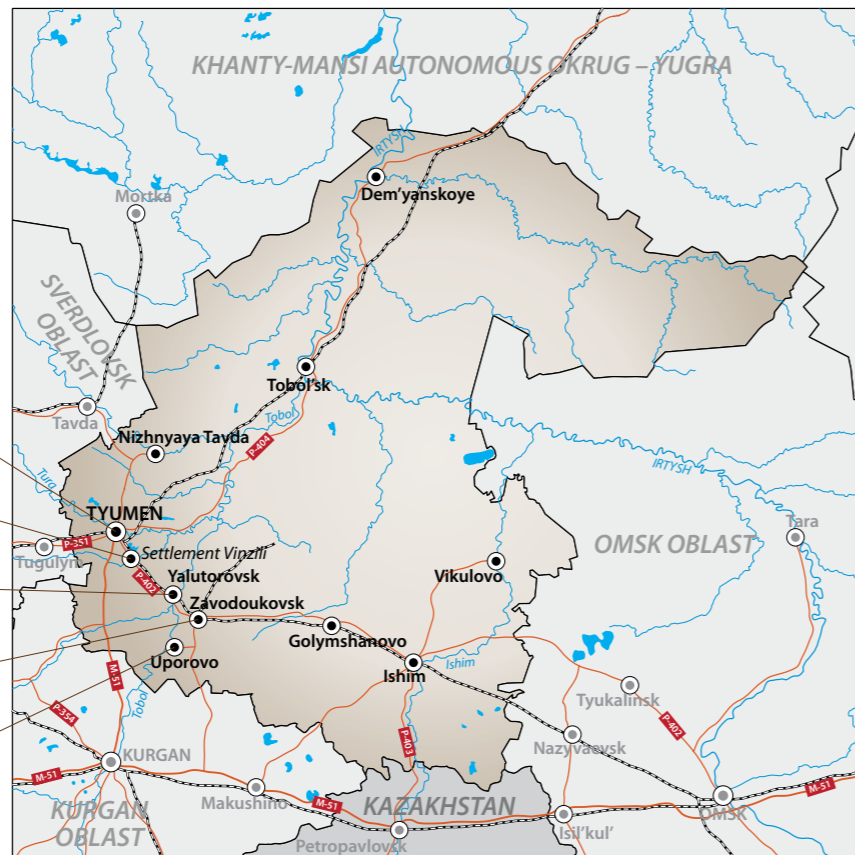 KHANTY-MANSI AUTONOMOUS OKRUG – YUGRA
IRTYSH
Dem'yanskoye
Mortka
SVERDLOVSK
OBLAST
Tobol'sk
Tavda
Tobol
Nizhnyaya Tavda
P-404
IRTYSH
Tura
TYUMEN
Tara
P-351
Settlement Vinzili
OMSK OBLAST
Tugulym
P-402
Yalutorovsk
Vikulovo
Zavodoukovsk
Golymshanovo
Uporovo
Ishim
Ishim
M-51
Tobol
Tyukalinsk
P-354
P-402
P-403
Nazyvaovsk
KURGAN
M-51
Makushino
M-51
M-51
KURGAN
OBLAST
KAZAKHSTAN
OMSK
Petropavlovsk
Isil'kul'